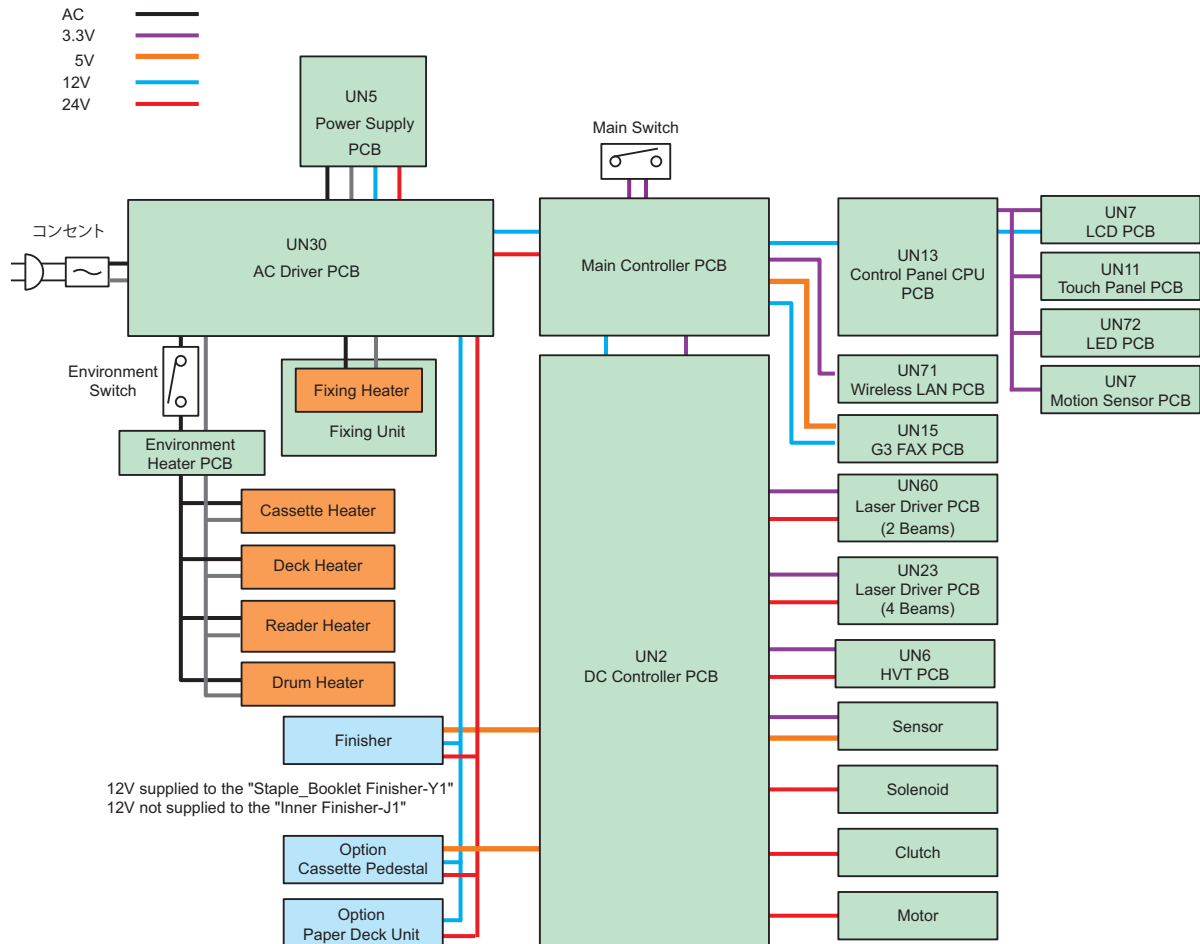 AC
3.3V
5V
12V
24V
UN5
Power Supply
PCB
Main Switch
コンセント
UN30
AC Driver PCB
Main Controller PCB
UN13
Control Panel CPU
PCB
UN7
LCD PCB
UN11
Touch Panel PCB
UN72
LED PCB
UN7
Motion Sensor PCB
Environment
Switch
Fixing Heater
Fixing Unit
UN71
Wireless LAN PCB
Environment
Heater PCB
UN15
G3 FAX PCB
Cassette Heater
UN60
Laser Driver PCB
(2 Beams)
Deck Heater
UN23
Laser Driver PCB
(4 Beams)
Reader Heater
UN2
DC Controller PCB
UN6
HVT PCB
Drum Heater
Sensor
Finisher
12V supplied to the "Staple_Booklet Finisher-Y1"
12V not supplied to the "Inner Finisher-J1"
Solenoid
Option
Cassette Pedestal
Clutch
Option
Paper Deck Unit
Motor